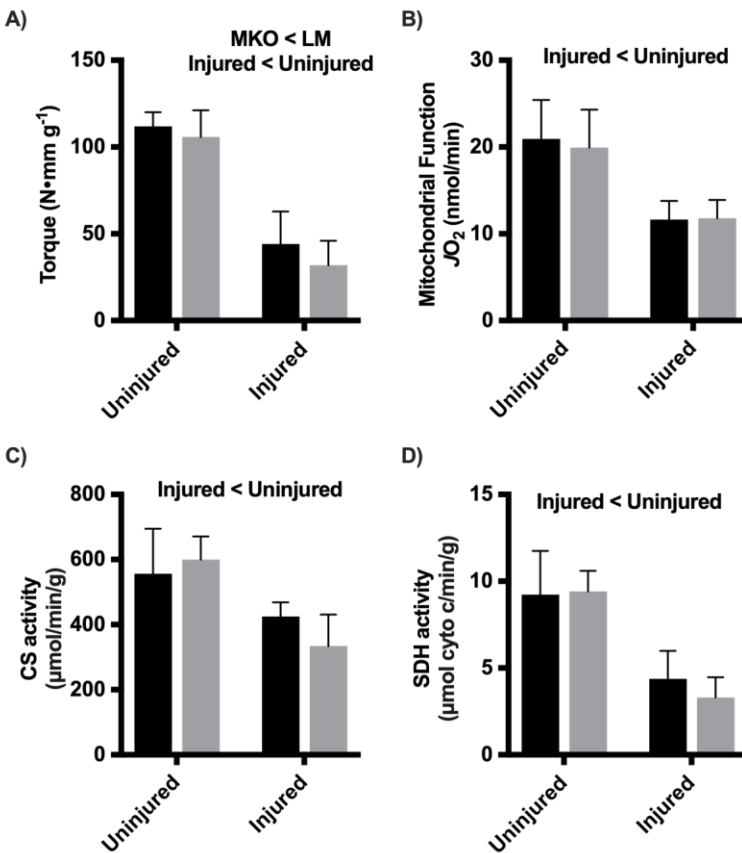 A)
MKO < LM
Injured < Uninjured
Torque (N•mm g⁻¹)
150
100
50
0
Uninjured
Injured
B)
Injured < Uninjured
Mitochondrial Function
JO₂ (nmol/min)
30
20
10
0
Uninjured
Injured
C)
Injured < Uninjured
CS activity
(µmol/min/g)
800
600
400
200
0
Uninjured
Injured
D)
Injured < Uninjured
SDH activity
(µmol cyto c/min/g)
15
10
5
0
Uninjured
Injured